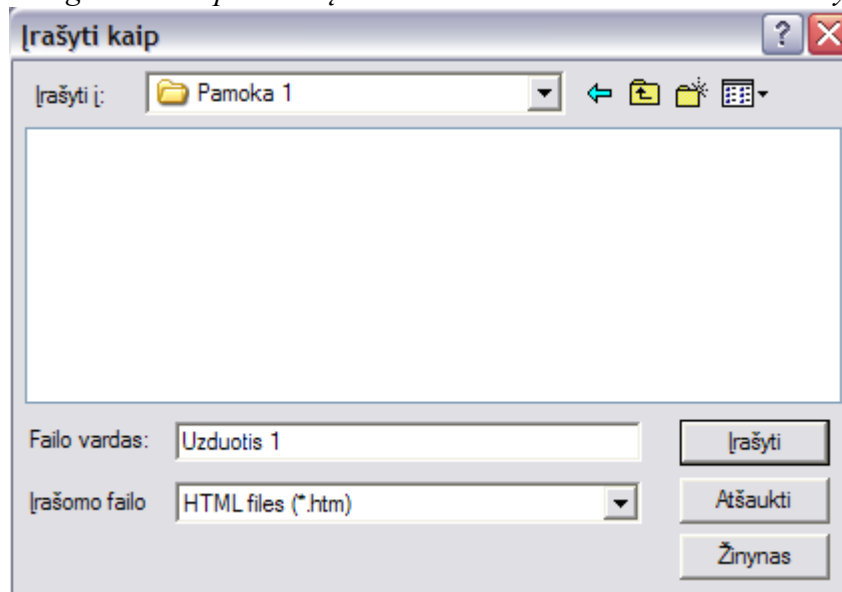 Įrašyti kaip
Įrašyti į: Pamoka 1
Failo vardas: Uzduotis 1 Įrašyti
Įrašomo failo HTML files (*.htm) Atšaukti
Žinynas